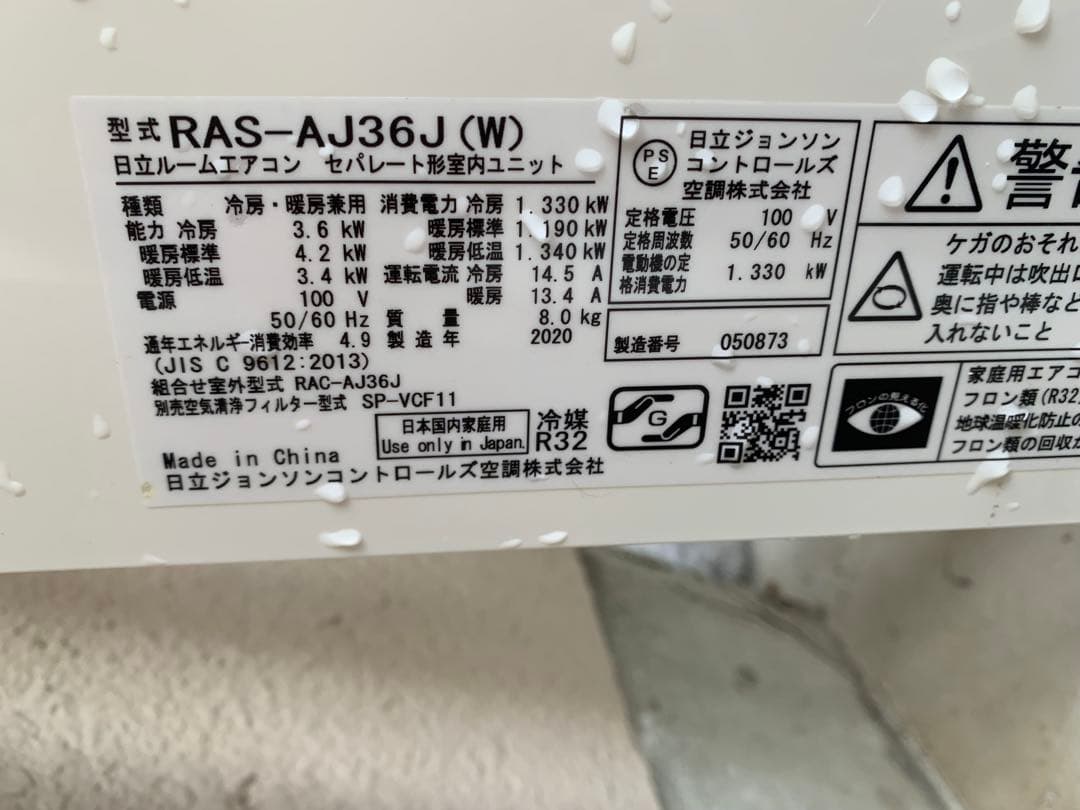 型式 RAS-AJ36J(W)
日立ルームエアコン セパレート形室内ユニット
種類 冷房・暖房兼用
能力 冷房 3.6 kW
暖房標準 4.2 kW
暖房低温 3.4 kW
電源 100 V
50/60 Hz
通年エネルギー消費効率 4.9
(JIS C 9612:2013)
組合せ室外型式 RAC-AJ36J
別売空気清浄フィルター型式 SP-VCF11
消費電力 冷房 1.330 kW
暖房標準 1.190 kW
暖房低温 1.340 kW
運転電流 冷房 14.5 A
暖房 13.4 A
質量 8.0 kg
製造年 2020
日本国内家庭用
Use only in Japan.
冷媒
R32
Made in China
日立ジョンソンコントロールズ空調株式会社
PS
E
日立ジョンソン
コントロールズ
空調株式会社
定格電圧 100 V
定格周波数 50/60 Hz
電動機の定
格消費電力 1.330 kW
製造番号 050873
G
警
ケガのおそれ
運転中は吹出口
奥に指や棒など
入れないこと
フロンの見える化
家庭用エアコ
フロン類(R32
地球温暖化防止の
フロン類の回収が